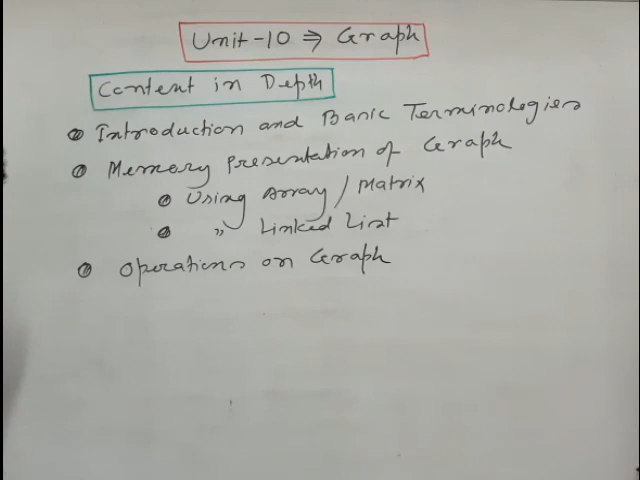 Unit-10 ⇒ Graph
Content in Depth
Introduction and Basic Terminologies
Memory Presentation of Graph
Using Array / Matrix
" Linked List
Operations on Graph